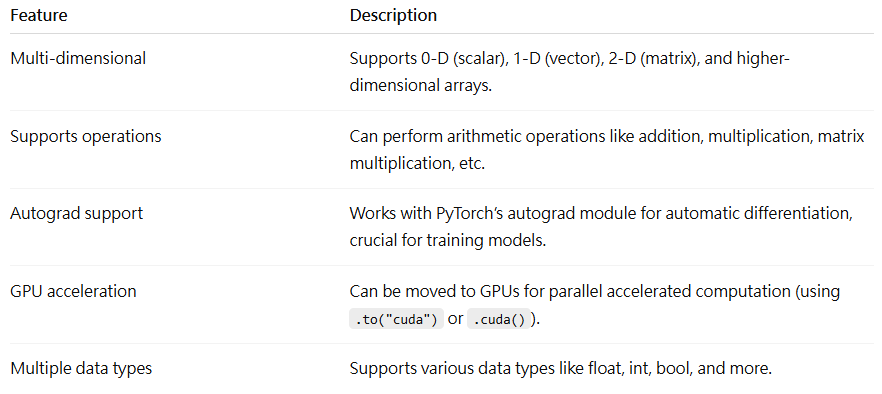 Feature Description
Multi-dimensional Supports 0-D (scalar), 1-D (vector), 2-D (matrix), and higher-
dimensional arrays.
Supports operations Can perform arithmetic operations like addition, multiplication, matrix
multiplication, etc.
Autograd support Works with PyTorch’s autograd module for automatic differentiation,
crucial for training models.
GPU acceleration Can be moved to GPUs for parallel accelerated computation (using
.to("cuda") or .cuda()).
Multiple data types Supports various data types like float, int, bool, and more.